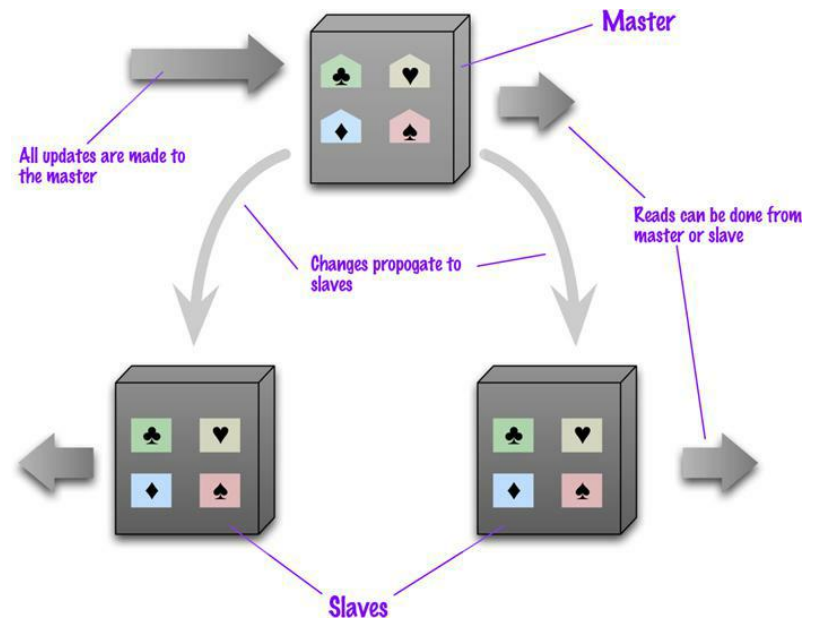 Master
All updates are made to
the master
Reads can be done from
master or slave
Changes propogate to
slaves
Slaves